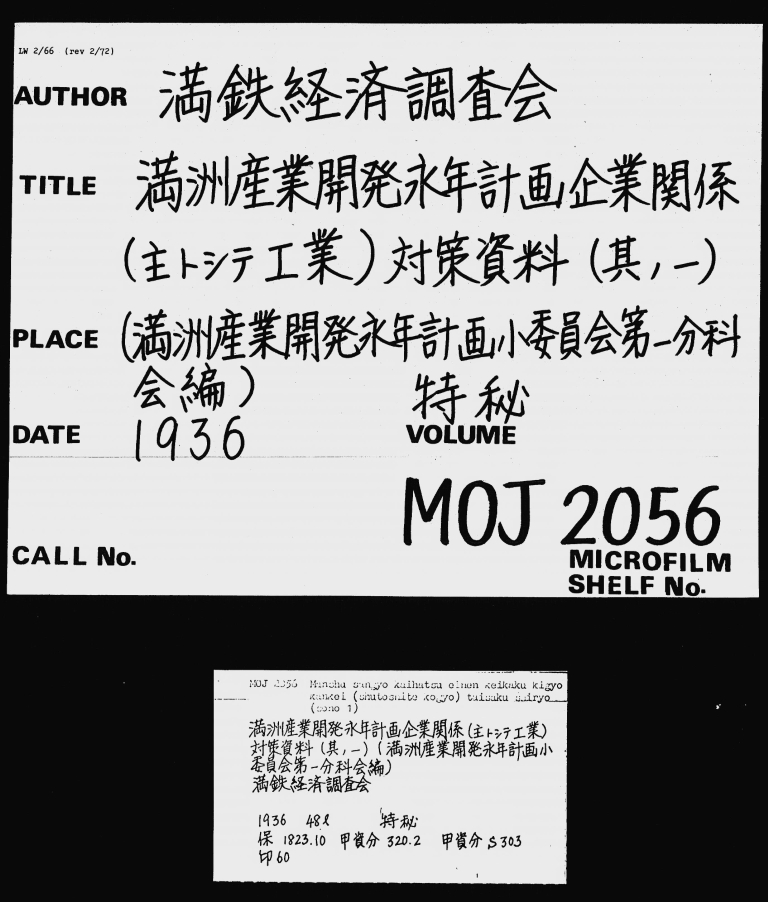 LW 2/66 (rev 2/72)
AUTHOR 満鉄経済調査会
TITLE 満洲産業開発永年計画企業関係
(主トシテ工業)対策資料(其,一)
PLACE (満洲産業開発永年計画小委員会第一分科
会編) 特秘
DATE 1936 VOLUME
MOJ 2056
CALL No. MICROFILM
SHELF No.
MOJ 2056 Manshu sangyo kaihatsu einen keikaku kigyo
kankei (shutoshite kogyo) taisaku shiryo
(sono 1)
満洲産業開発永年計画企業関係(主トシテ工業)
対策資料(其,一)(満洲産業開発永年計画小
委員会第一分科会編)
満鉄経済調査会
1936 48ℓ 特秘
保 1823.10 甲資分 320.2 甲資分 S 303
印 60